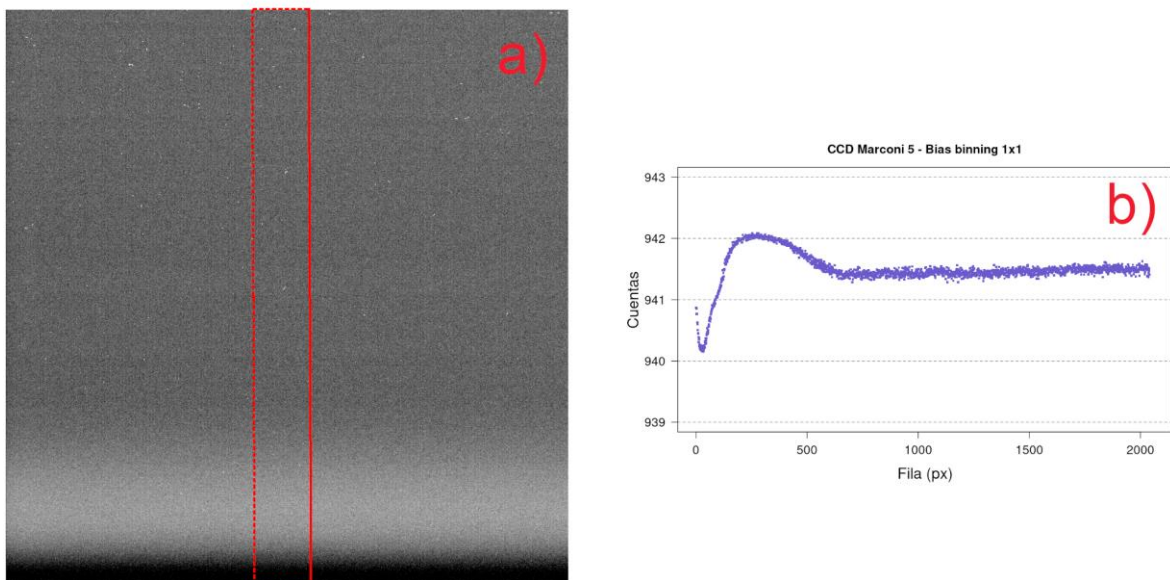 a)
CCD Marconi 5 - Bias binning 1x1
b)
943
942
941
940
939
Cuentas
0 500 1000 1500 2000
Fila (px)